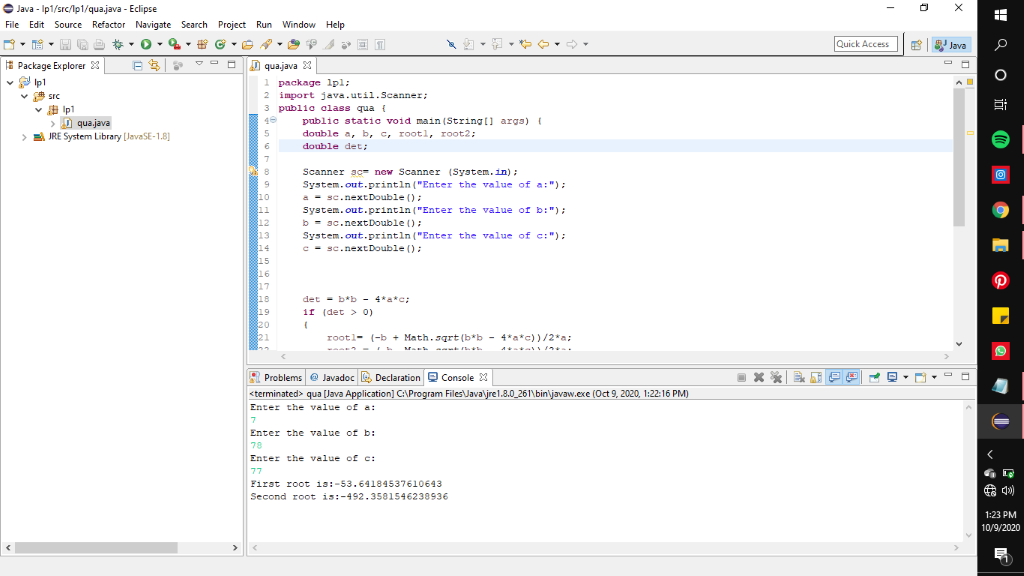 Java - lp1/src/lp1/qua.java - Eclipse
File Edit Source Refactor Navigate Search Project Run Window Help
Quick Access
Java
Package Explorer
lp1
src
lp1
qua.java
JRE System Library [JavaSE-1.8]
qua.java
1 package lp1;
2 import java.util.Scanner;
3 public class qua {
4 public static void main(String[] args) {
5 double a, b, c, root1, root2;
6 double det;
7
8 Scanner sc= new Scanner (System.in);
9 System.out.println("Enter the value of a:");
10 a = sc.nextDouble();
11 System.out.println("Enter the value of b:");
12 b = sc.nextDouble();
13 System.out.println("Enter the value of c:");
14 c = sc.nextDouble();
15
16
17
18 det = b*b - 4*a*c;
19 if (det > 0)
20 {
21 root1= (-b + Math.sqrt(b*b - 4*a*c))/2*a;
Problems Javadoc Declaration Console
<terminated> qua [Java Application] C:\Program Files\Java\jre1.8.0_261\bin\javaw.exe (Oct 9, 2020, 1:22:16 PM)
Enter the value of a:
7
Enter the value of b:
78
Enter the value of c:
77
First root is:-53.64184537610643
Second root is:-492.3581546238936
1:23 PM
10/9/2020
1